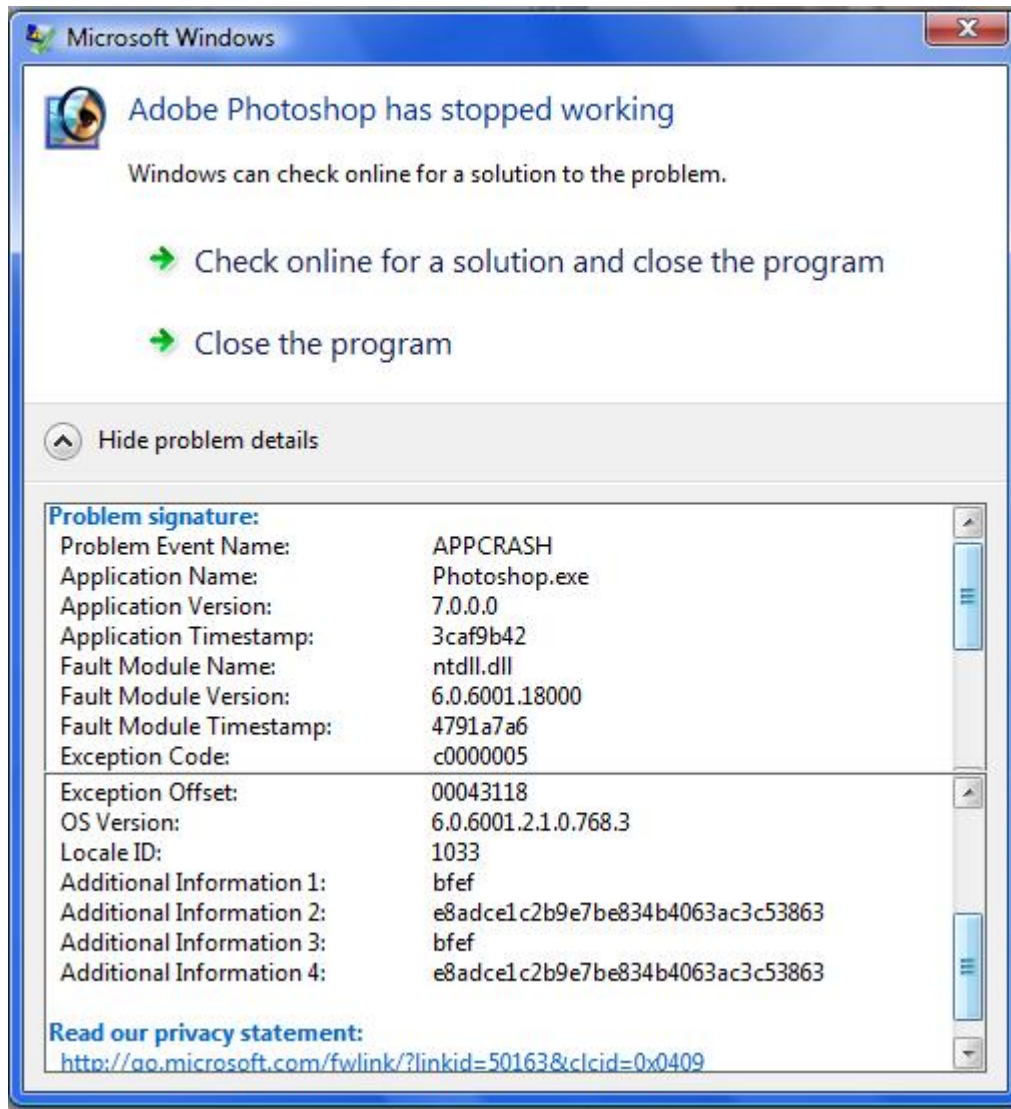 Microsoft Windows
Adobe Photoshop has stopped working
Windows can check online for a solution to the problem.
Check online for a solution and close the program
Close the program
Hide problem details
Problem signature:
Problem Event Name: APPCRASH
Application Name: Photoshop.exe
Application Version: 7.0.0.0
Application Timestamp: 3caf9b42
Fault Module Name: ntdll.dll
Fault Module Version: 6.0.6001.18000
Fault Module Timestamp: 4791a7a6
Exception Code: c0000005
Exception Offset: 00043118
OS Version: 6.0.6001.2.1.0.768.3
Locale ID: 1033
Additional Information 1: bfef
Additional Information 2: e8adce1c2b9e7be834b4063ac3c53863
Additional Information 3: bfef
Additional Information 4: e8adce1c2b9e7be834b4063ac3c53863
Read our privacy statement:
http://go.microsoft.com/fwlink/?linkid=50163&clcid=0x0409